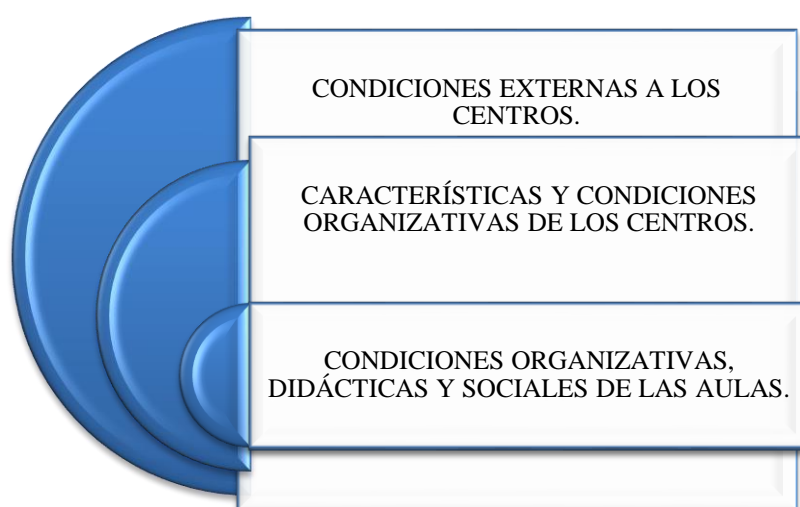 CONDICIONES EXTERNAS A LOS
CENTROS.
CARACTERÍSTICAS Y CONDICIONES
ORGANIZATIVAS DE LOS CENTROS.
CONDICIONES ORGANIZATIVAS,
DIDÁCTICAS Y SOCIALES DE LAS AULAS.